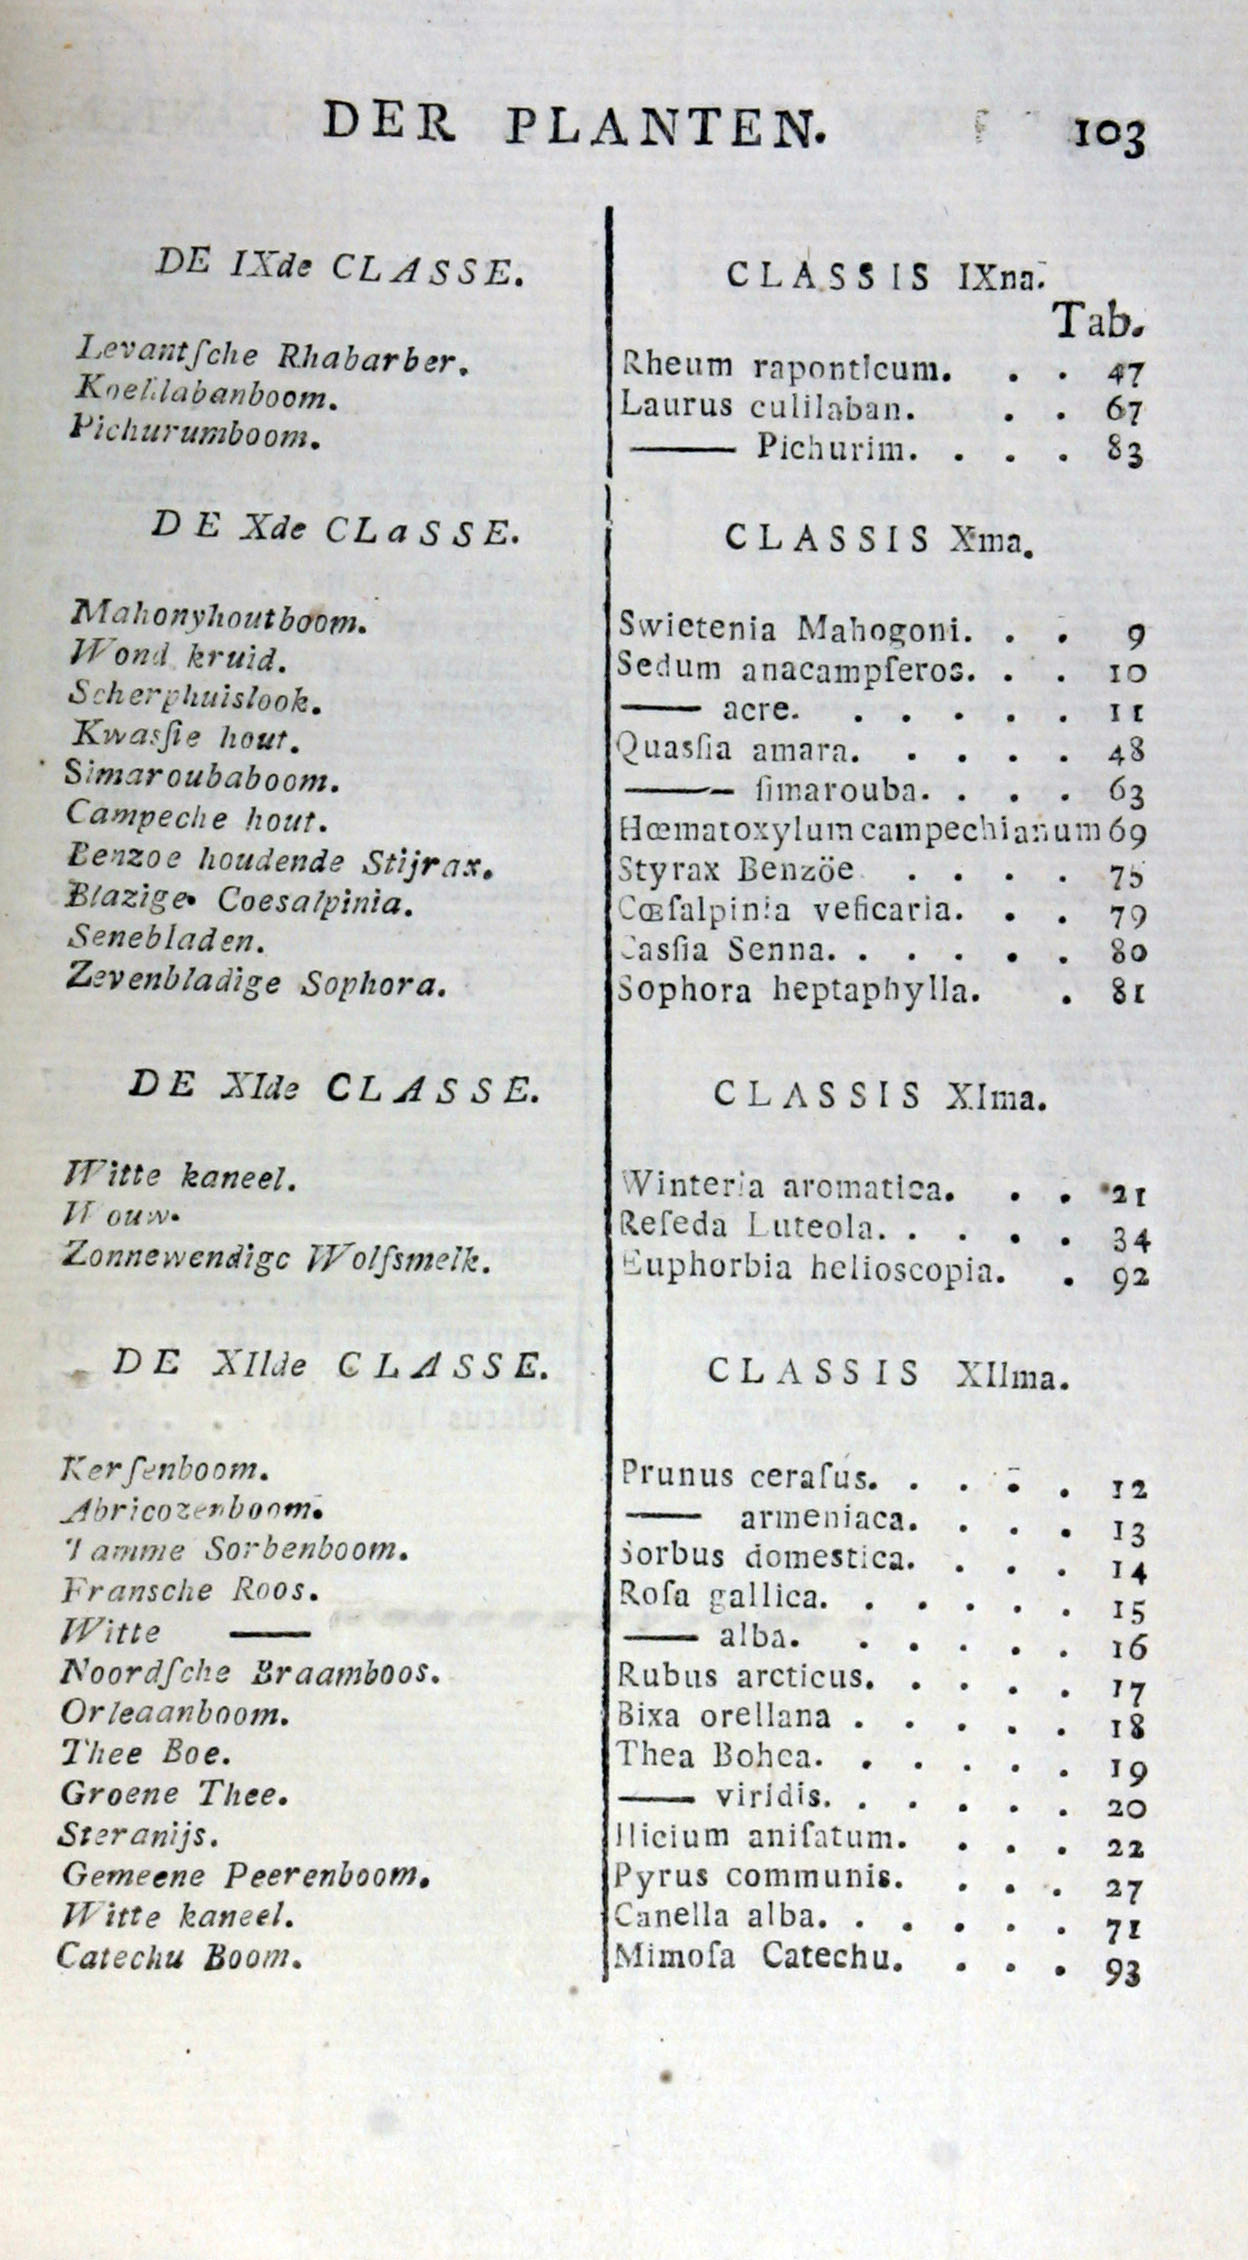 DER PLANTEN. 103
DE IXde CLASSE.
Levantſche Rhabarber.
Koelilabanboom.
Pichurumboom.
DE Xde CLaSSE.
Mahonyhoutboom.
Wond kruid.
Scherphuislook.
Kwasſie hout.
Simaroubaboom.
Campeche hout.
Benzoe houdende Stijrax.
Blazige Coesalpinia.
Senebladen.
Zevenbladige Sophora.
DE XIde CLASSE.
Witte kaneel.
Wouw.
Zonnewendige Wolfsmelk.
DE XIIde CLASSE.
Kerſenboom.
Abricozenboom.
Tamme Sorbenboom.
Fransche Roos.
Witte ——
Noordſche Braamboos.
Orleaanboom.
Thee Boe.
Groene Thee.
Steranijs.
Gemeene Peerenboom.
Witte kaneel.
Catechu Boom.
CLASSIS IXna.
Tab.
Rheum raponticum. . . 47
Laurus culilaban. . . 67
—— Pichurim. . . . 83
CLASSIS Xma.
Swietenia Mahogoni. . . 9
Sedum anacampſeros. . . 10
—— acre. . . . . . 11
Quasſia amara. . . . . 48
—— ſimarouba. . . . 63
Hœmatoxylum campechianum 69
Styrax Benzöe . . . . 75
Cœſalpinia veſicaria. . . 79
Casſia Senna. . . . . . 80
Sophora heptaphylla. . 81
CLASSIS XIma.
Winteria aromatica. . . 21
Reſeda Luteola. . . . . 34
Euphorbia helioscopia. . 92
CLASSIS XIIma.
Prunus ceraſus. . . . . 12
—— armeniaca. . . . 13
Sorbus domestica. . . . 14
Roſa gallica. . . . . . 15
—— alba. . . . . . 16
Rubus arcticus. . . . . 17
Bixa orellana . . . . . 18
Thea Bohea. . . . . . 19
—— viridis. . . . . . 20
Ilicium aniſatum. . . . 22
Pyrus communis. . . . 27
Canella alba. . . . . . 71
Mimoſa Catechu. . . . 93